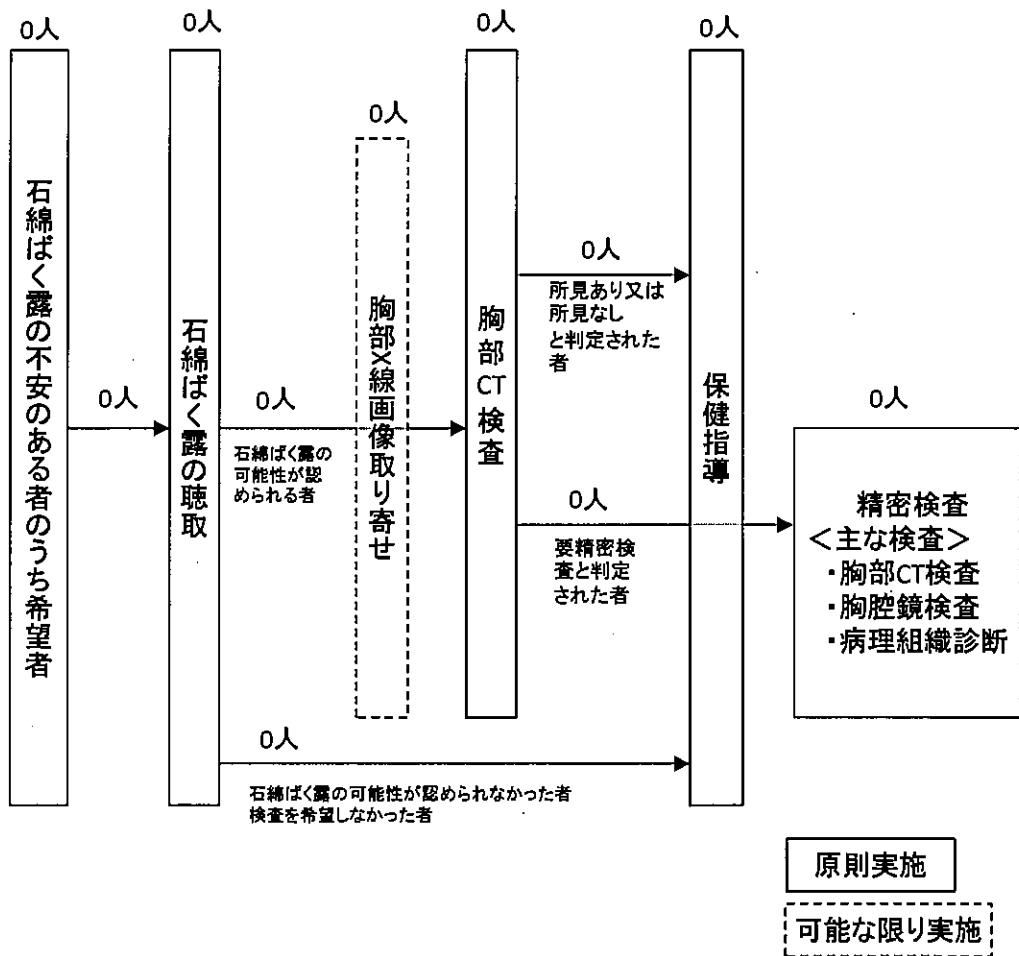 0人
石綿ばく露の不安のある者のうち希望者
0人
0人
石綿ばく露の聴取
0人
石綿ばく露の
可能性が認
められる者
0人
胸部X線画像取り寄せ
0人
胸部CT検査
0人
所見あり又は
所見なし
と判定された
者
0人
要精密検
査と判定
された者
0人
石綿ばく露の可能性が認められなかった者
検査を希望しなかった者
0人
保健指導
0人
精密検査
＜主な検査＞
・胸部CT検査
・胸腔鏡検査
・病理組織診断
原則実施
可能な限り実施